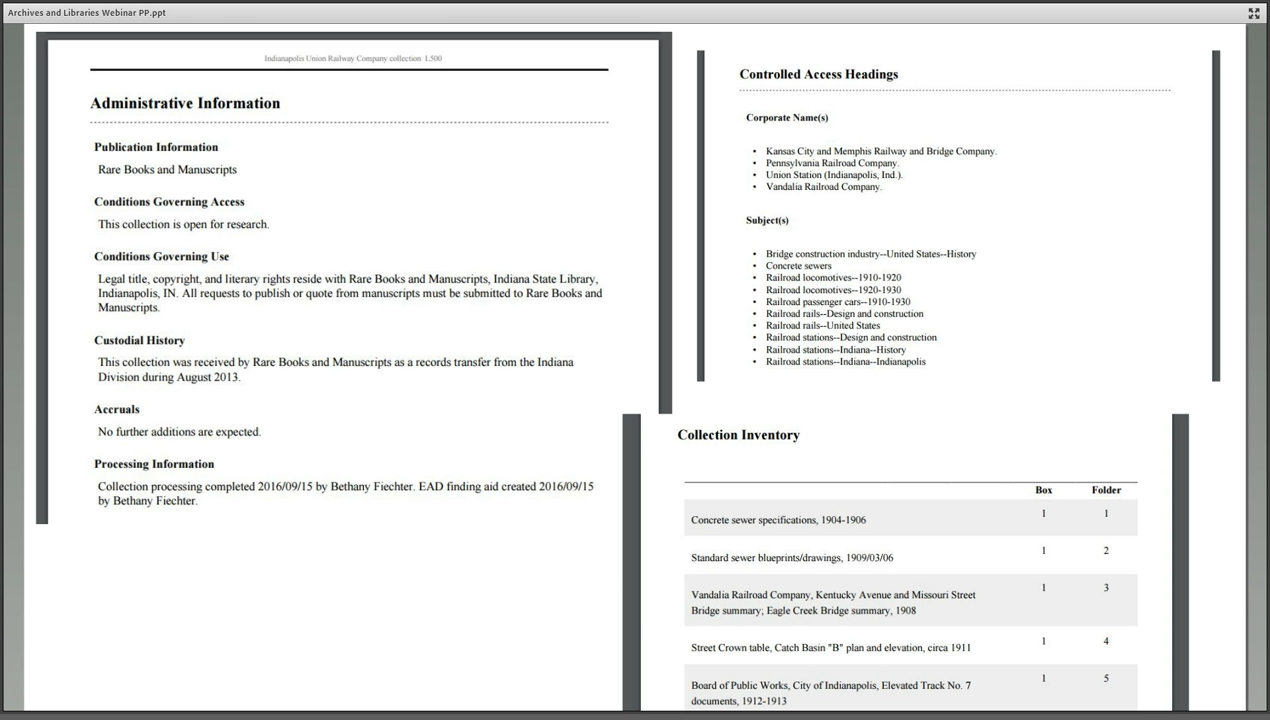 Archives and Libraries Webinar PP.ppt
Indianapolis Union Railway Company collection L500
Administrative Information
Publication Information
Rare Books and Manuscripts
Conditions Governing Access
This collection is open for research.
Conditions Governing Use
Legal title, copyright, and literary rights reside with Rare Books and Manuscripts, Indiana State Library,
Indianapolis, IN. All requests to publish or quote from manuscripts must be submitted to Rare Books and
Manuscripts.
Custodial History
This collection was received by Rare Books and Manuscripts as a records transfer from the Indiana
Division during August 2013.
Accruals
No further additions are expected.
Processing Information
Collection processing completed 2016/09/15 by Bethany Fiechter. EAD finding aid created 2016/09/15
by Bethany Fiechter.
Controlled Access Headings
Corporate Name(s)
• Kansas City and Memphis Railway and Bridge Company.
• Pennsylvania Railroad Company.
• Union Station (Indianapolis, Ind.).
• Vandalia Railroad Company.
Subject(s)
• Bridge construction industry--United States--History
• Concrete sewers
• Railroad locomotives--1910-1920
• Railroad locomotives--1920-1930
• Railroad passenger cars--1910-1930
• Railroad rails--Design and construction
• Railroad rails--United States
• Railroad stations--Design and construction
• Railroad stations--Indiana--History
• Railroad stations--Indiana--Indianapolis
Collection Inventory
Box Folder
Concrete sewer specifications, 1904-1906 1 1
Standard sewer blueprints/drawings, 1909/03/06 1 2
Vandalia Railroad Company, Kentucky Avenue and Missouri Street 1 3
Bridge summary; Eagle Creek Bridge summary, 1908
Street Crown table, Catch Basin "B" plan and elevation, circa 1911 1 4
Board of Public Works, City of Indianapolis, Elevated Track No. 7 1 5
documents, 1912-1913